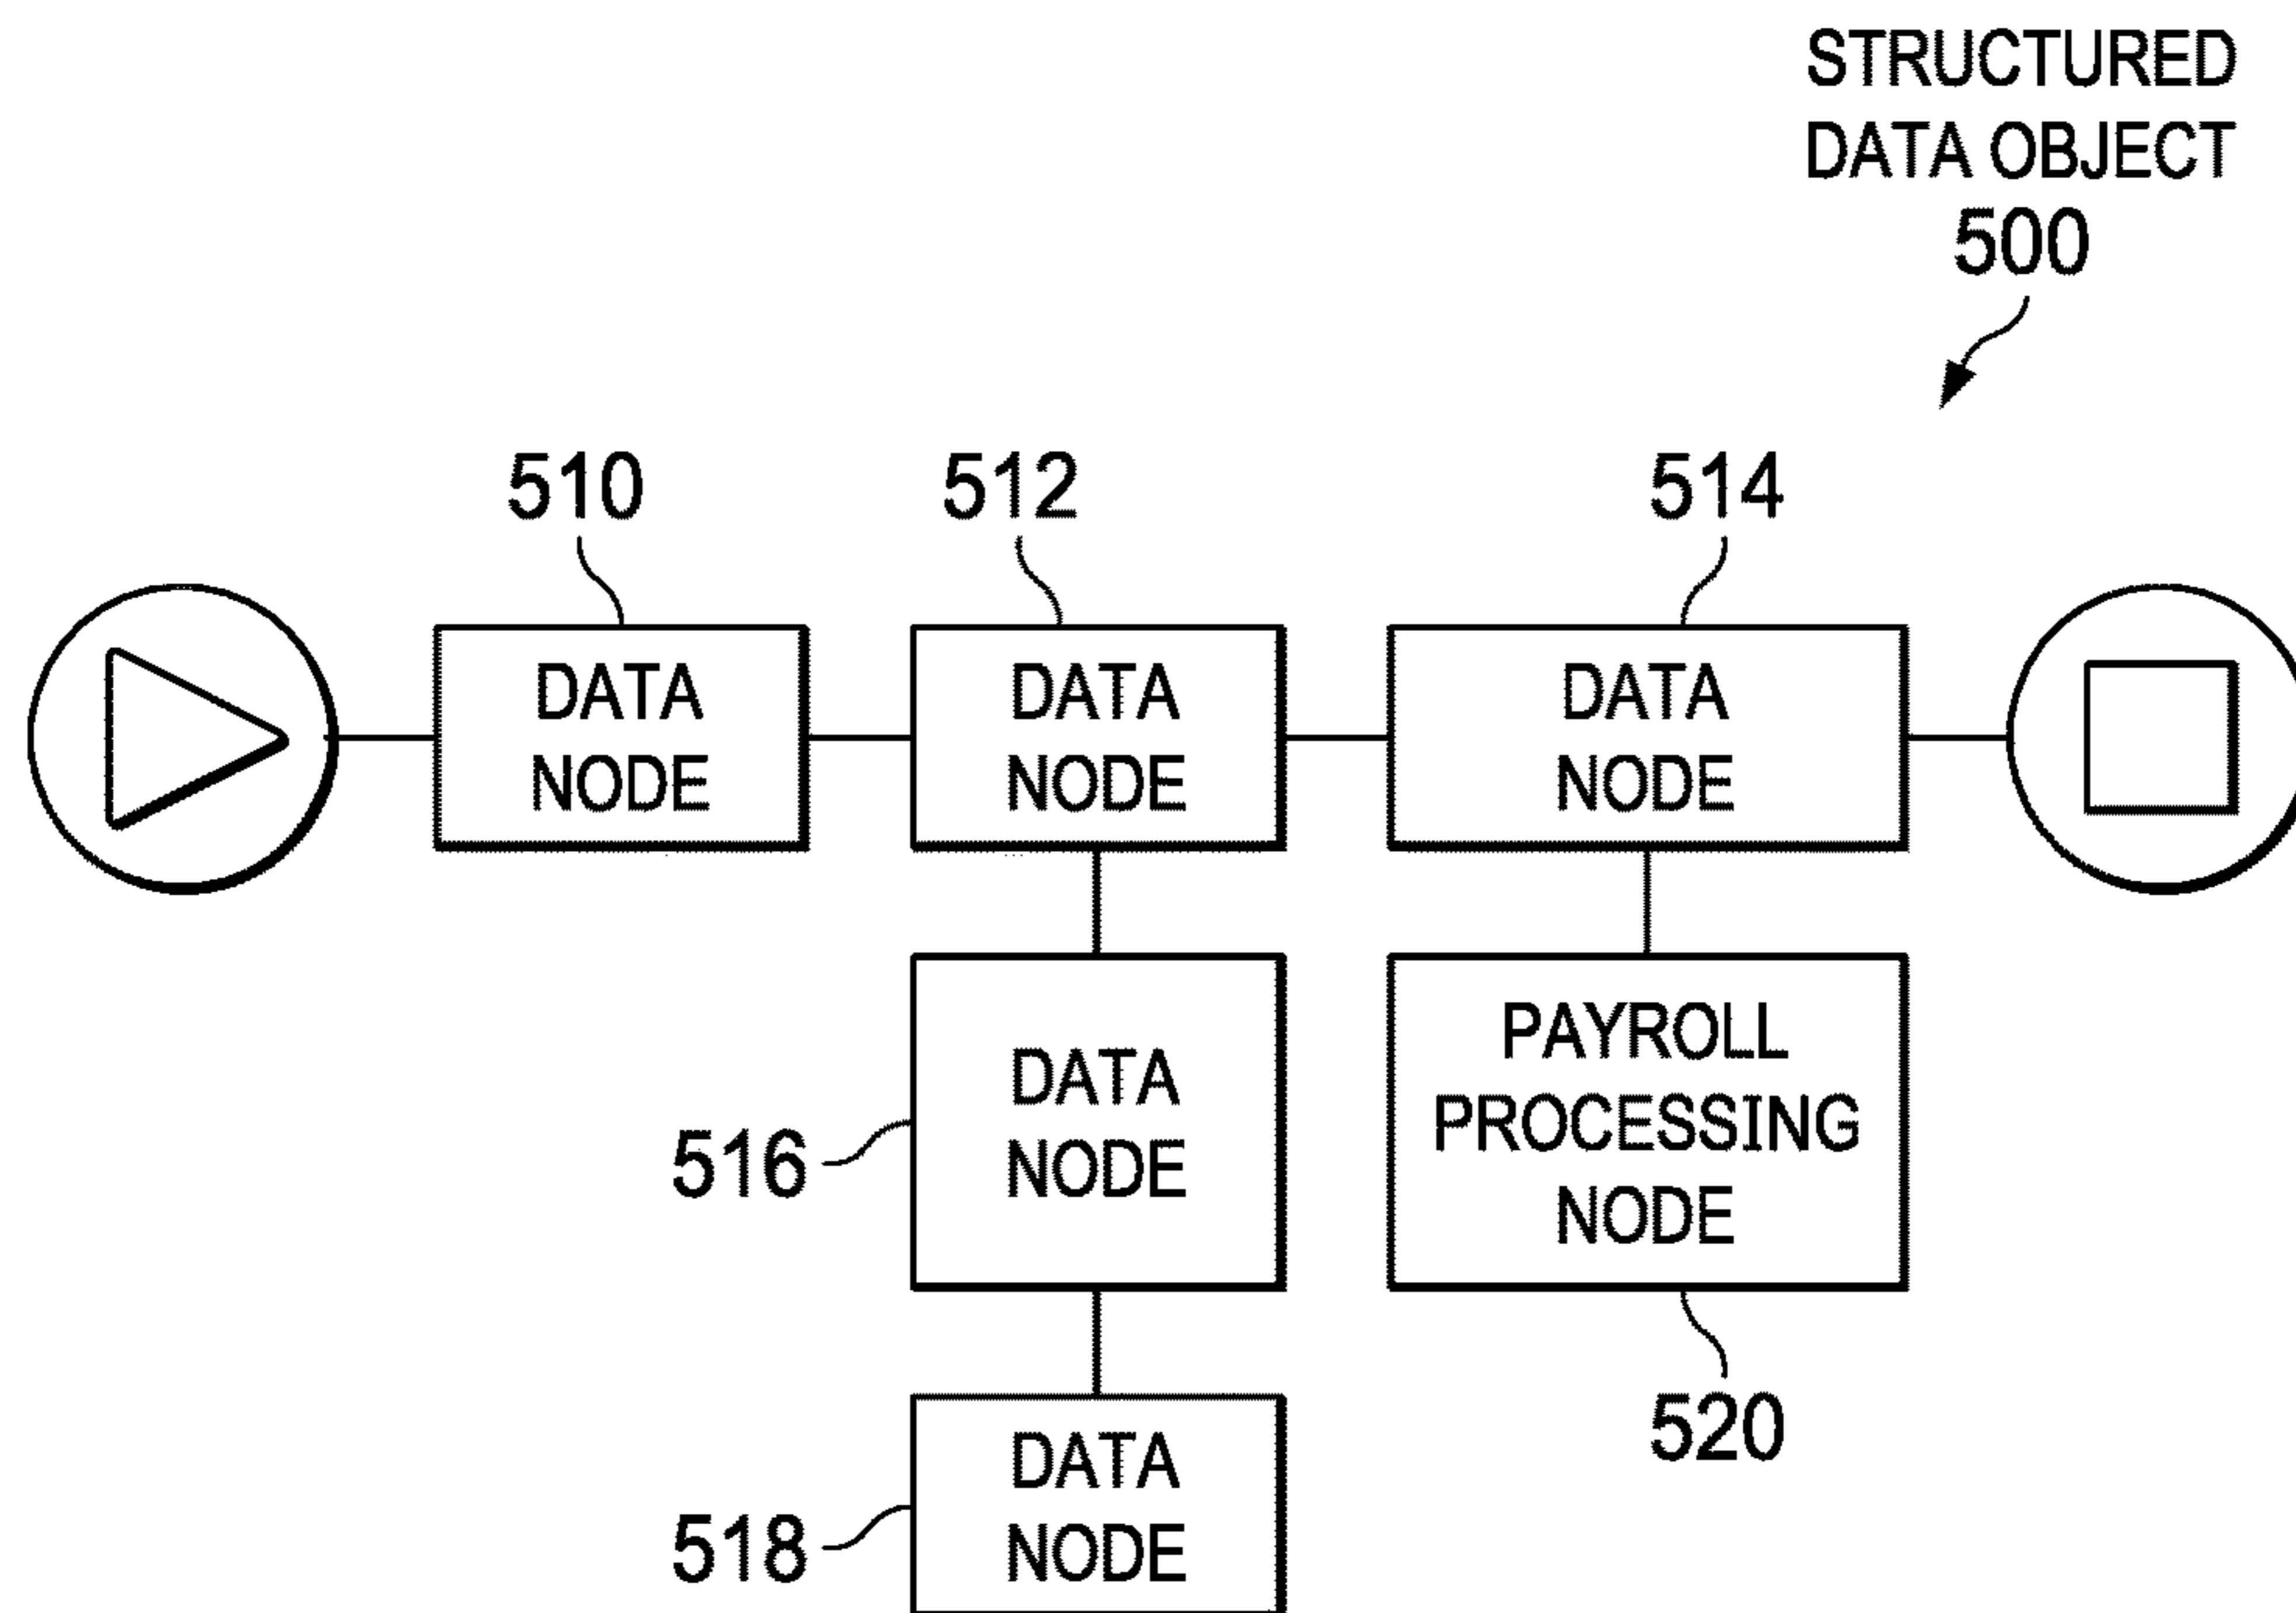 STRUCTURED
DATA OBJECT
500
510
512
514
DATA
NODE
DATA
NODE
DATA
NODE
516
DATA
NODE
PAYROLL
PROCESSING
NODE
520
518
DATA
NODE